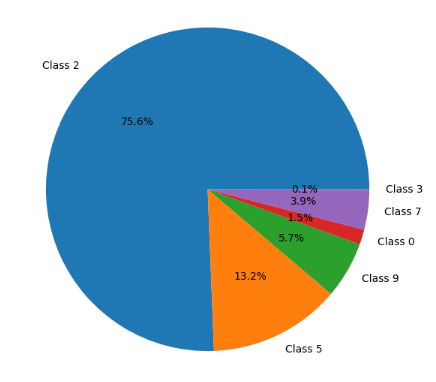 Class 2
75.6%
0.1%
Class 3
3.9%
Class 7
1.5%
Class 0
5.7%
Class 9
13.2%
Class 5